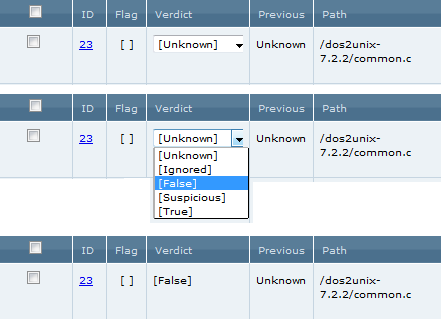 ID Flag Verdict Previous Path
23 [ ] [Unknown] Unknown /dos2unix-
7.2.2/common.c
ID Flag Verdict Previous Path
23 [ ] [Unknown] Unknown /dos2unix-
7.2.2/common.c
[Unknown]
[Ignored]
[False]
[Suspicious]
[True]
ID Flag Verdict Previous Path
23 [ ] [False] Unknown /dos2unix-
7.2.2/common.c